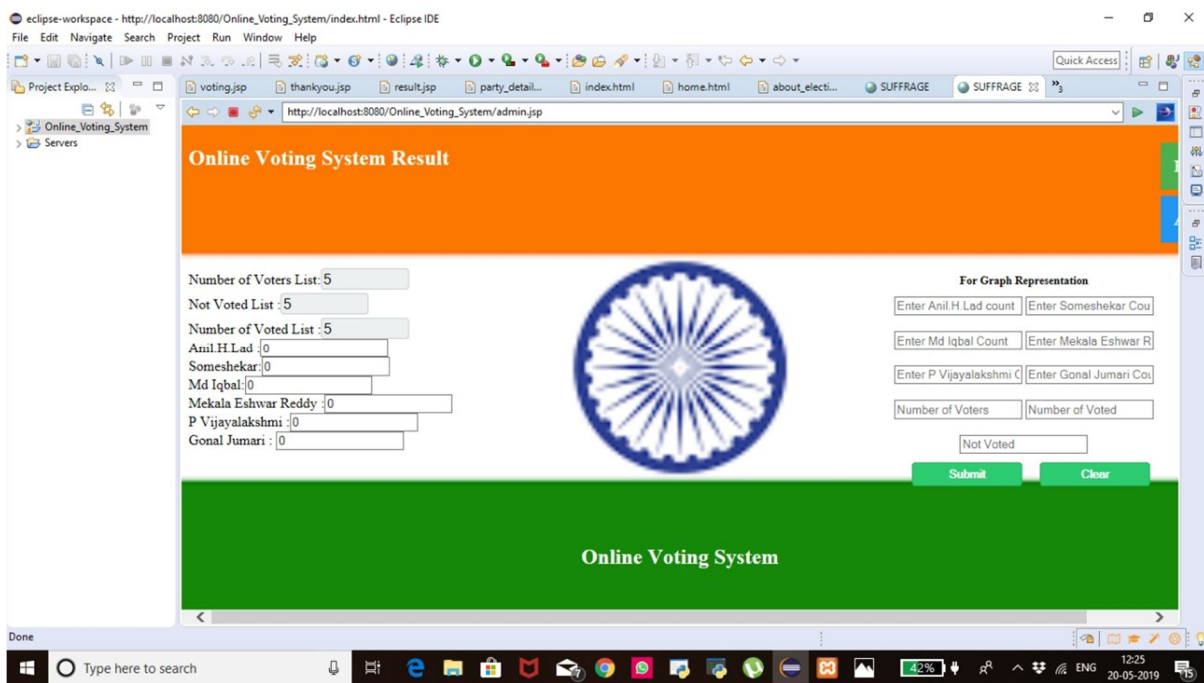 eclipse-workspace - http://localhost:8080/Online_Voting_System/index.html - Eclipse IDE
File Edit Navigate Search Project Run Window Help
Quick Access
Project Explo...
voting.jsp thankyou.jsp result.jsp party_detail... index.html home.html about_electi... SUFFRAGE SUFFRAGE »3
http://localhost:8080/Online_Voting_System/admin.jsp
Online_Voting_System
Servers
Online Voting System Result
Number of Voters List: 5
Not Voted List : 5
Number of Voted List : 5
Anil.H.Lad : 0
Someshekar: 0
Md Iqbal: 0
Mekala Eshwar Reddy : 0
P Vijayalakshmi : 0
Gonal Jumari : 0
For Graph Representation
Enter Anil.H.Lad count Enter Someshekar Cou
Enter Md Iqbal Count Enter Mekala Eshwar R
Enter P Vijayalakshmi C Enter Gonal Jumari Cou
Number of Voters Number of Voted
Not Voted
Submit Clear
Online Voting System
Done
Type here to search
42%
ENG
12:25
20-05-2019
15